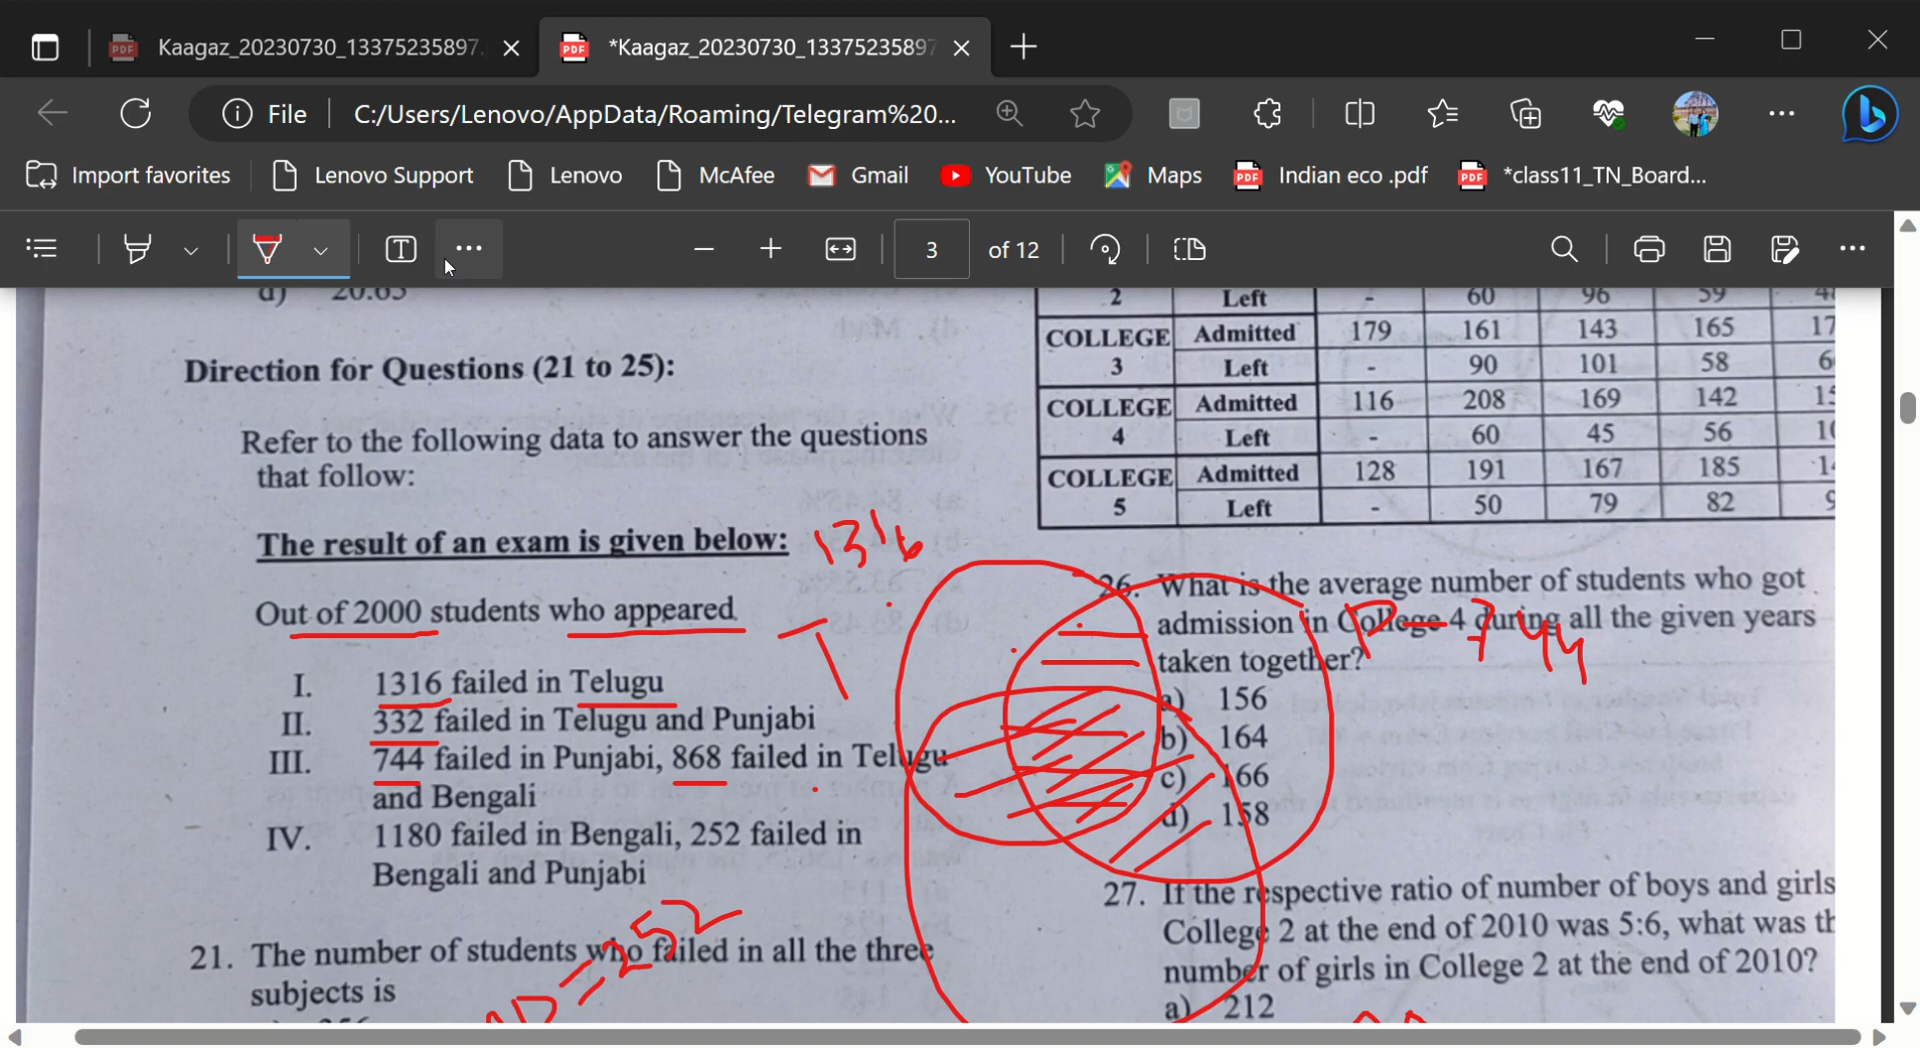 Kaagaz_20230730_13375235897.
*Kaagaz_20230730_13375235897
File
C:/Users/Lenovo/AppData/Roaming/Telegram%20...
Import favorites
Lenovo Support
Lenovo
McAfee
Gmail
YouTube
Maps
Indian eco .pdf
*class11_TN_Board...
3 of 12
d) 20.65
Direction for Questions (21 to 25):
Refer to the following data to answer the questions
that follow:
The result of an exam is given below:
1316
Out of 2000 students who appeared
T
I. 1316 failed in Telugu
II. 332 failed in Telugu and Punjabi
III. 744 failed in Punjabi, 868 failed in Telugu
and Bengali
IV. 1180 failed in Bengali, 252 failed in
Bengali and Punjabi
= 252
21. The number of students who failed in all the three
subjects is
2 Left - 60 96 59
COLLEGE Admitted 179 161 143 165 17
3 Left - 90 101 58 6
COLLEGE Admitted 116 208 169 142 15
4 Left - 60 45 56 10
COLLEGE Admitted 128 191 167 185 14
5 Left - 50 79 82 9
26. What is the average number of students who got
admission in College 4 during all the given years
P - 744
taken together?
a) 156
b) 164
c) 166
d) 158
27. If the respective ratio of number of boys and girls
College 2 at the end of 2010 was 5:6, what was th
number of girls in College 2 at the end of 2010?
a) 212